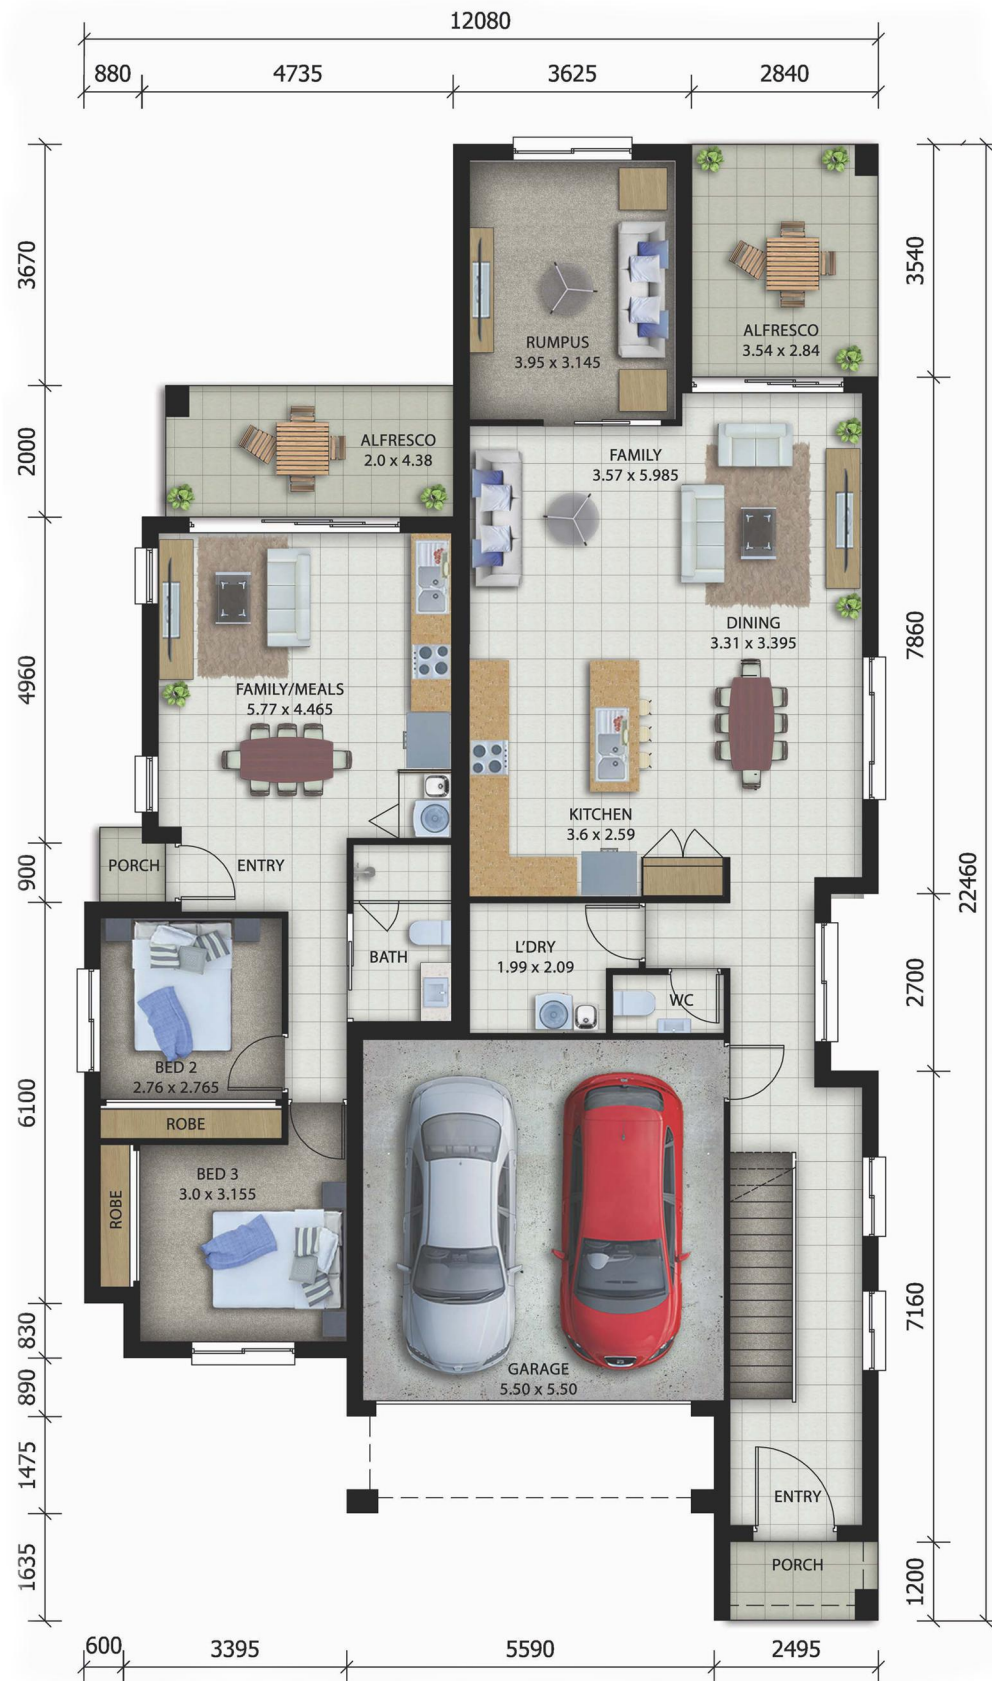 12080
880
4735
3625
2840
3670
2000
4960
900
6100
830
890
1475
1635
3540
7860
2700
7160
1200
22460
RUMPUS
3.95 x 3.145
ALFRESCO
3.54 x 2.84
ALFRESCO
2.0 x 4.38
FAMILY
3.57 x 5.985
DINING
3.31 x 3.395
FAMILY/MEALS
5.77 x 4.465
KITCHEN
3.6 x 2.59
PORCH
ENTRY
BATH
L'DRY
1.99 x 2.09
WC
BED 2
2.76 x 2.765
ROBE
BED 3
3.0 x 3.155
ROBE
GARAGE
5.50 x 5.50
ENTRY
PORCH
600
3395
5590
2495